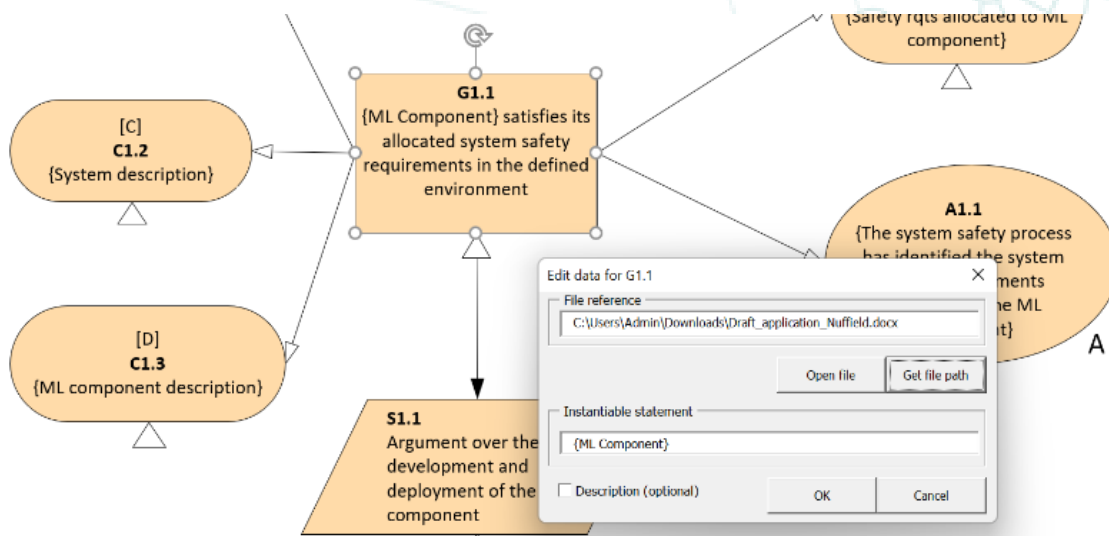 {Safety rqts allocated to ML
component}
G1.1
{ML Component} satisfies its
allocated system safety
requirements in the defined
environment
[C]
C1.2
{System description}
A1.1
{The system safety process
has identified the system
ments
ne ML
t}
A
[D]
C1.3
{ML component description}
S1.1
Argument over the
development and
deployment of the
component
Edit data for G1.1
File reference
C:\Users\Admin\Downloads\Draft_application_Nuffield.docx
Open file
Get file path
Instantiable statement
{ML Component}
Description (optional)
OK
Cancel